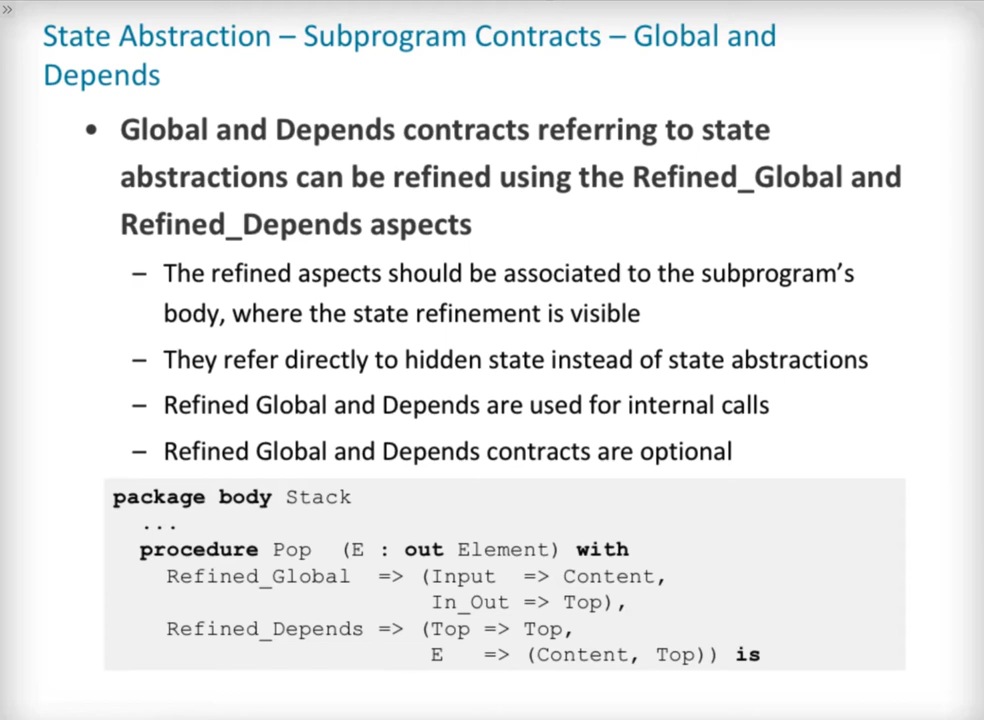 »
State Abstraction – Subprogram Contracts – Global and
Depends
• Global and Depends contracts referring to state
abstractions can be refined using the Refined_Global and
Refined_Depends aspects
– The refined aspects should be associated to the subprogram's
body, where the state refinement is visible
– They refer directly to hidden state instead of state abstractions
– Refined Global and Depends are used for internal calls
– Refined Global and Depends contracts are optional
package body Stack
  ...
  procedure Pop  (E : out Element) with
    Refined_Global  => (Input  => Content,
                        In_Out => Top),
    Refined_Depends => (Top => Top,
                        E   => (Content, Top)) is